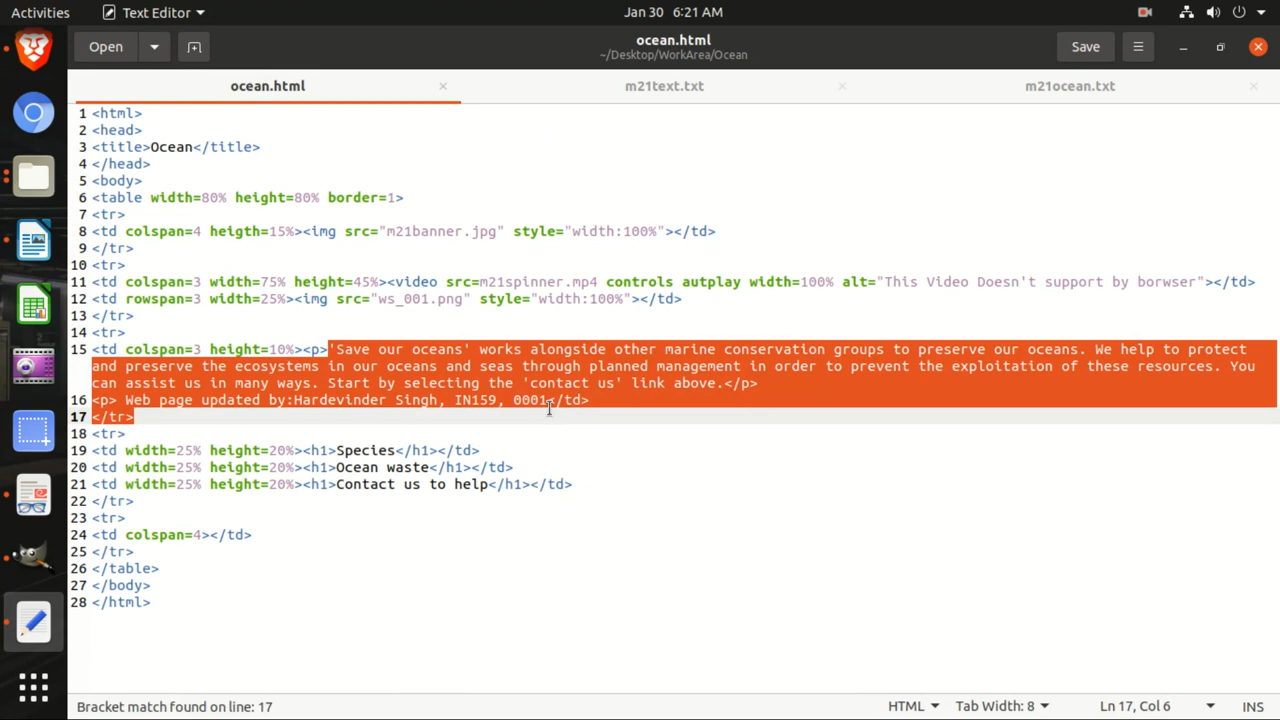 Activities Text Editor Jan 30 6:21 AM
Open ocean.html Save
~/Desktop/WorkArea/Ocean
ocean.html m21text.txt m21ocean.txt
1 <html>
2 <head>
3 <title>Ocean</title>
4 </head>
5 <body>
6 <table width=80% height=80% border=1>
7 <tr>
8 <td colspan=4 heigth=15%><img src="m21banner.jpg" style="width:100%"></td>
9 </tr>
10 <tr>
11 <td colspan=3 width=75% height=45%><video src=m21spinner.mp4 controls autplay width=100% alt="This Video Doesn't support by borwser"></td>
12 <td rowspan=3 width=25%><img src="ws_001.png" style="width:100%"></td>
13 </tr>
14 <tr>
15 <td colspan=3 height=10%><p>'Save our oceans' works alongside other marine conservation groups to preserve our oceans. We help to protect
and preserve the ecosystems in our oceans and seas through planned management in order to prevent the exploitation of these resources. You
can assist us in many ways. Start by selecting the 'contact us' link above.</p>
16 <p> Web page updated by:Hardevinder Singh, IN159, 0001</td>
17 </tr>
18 <tr>
19 <td width=25% height=20%><h1>Species</h1></td>
20 <td width=25% height=20%><h1>Ocean waste</h1></td>
21 <td width=25% height=20%><h1>Contact us to help</h1></td>
22 </tr>
23 <tr>
24 <td colspan=4></td>
25 </tr>
26 </table>
27 </body>
28 </html>
Bracket match found on line: 17 HTML Tab Width: 8 Ln 17, Col 6 INS